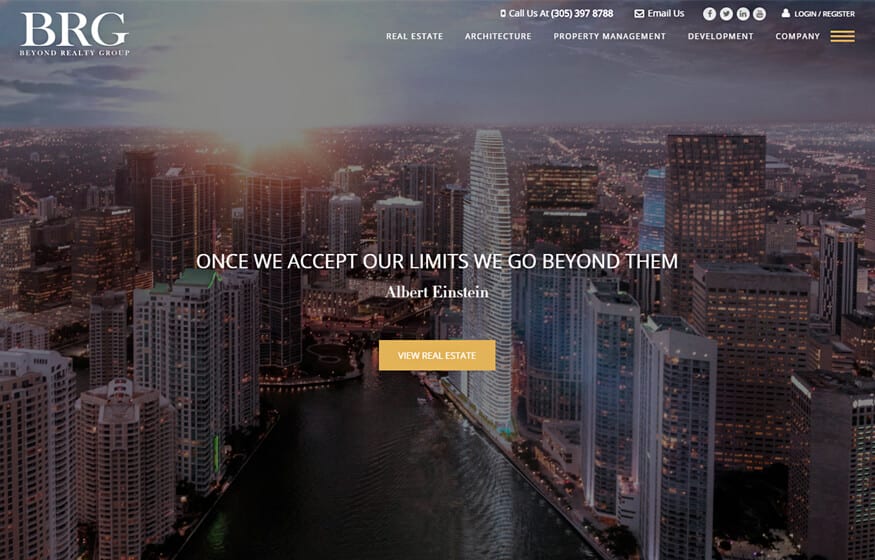 BRG
BEYOND REALTY GROUP
Call Us At (305) 397 8788
Email Us
LOGIN / REGISTER
REAL ESTATE
ARCHITECTURE
PROPERTY MANAGEMENT
DEVELOPMENT
COMPANY
ONCE WE ACCEPT OUR LIMITS WE GO BEYOND THEM
Albert Einstein
VIEW REAL ESTATE